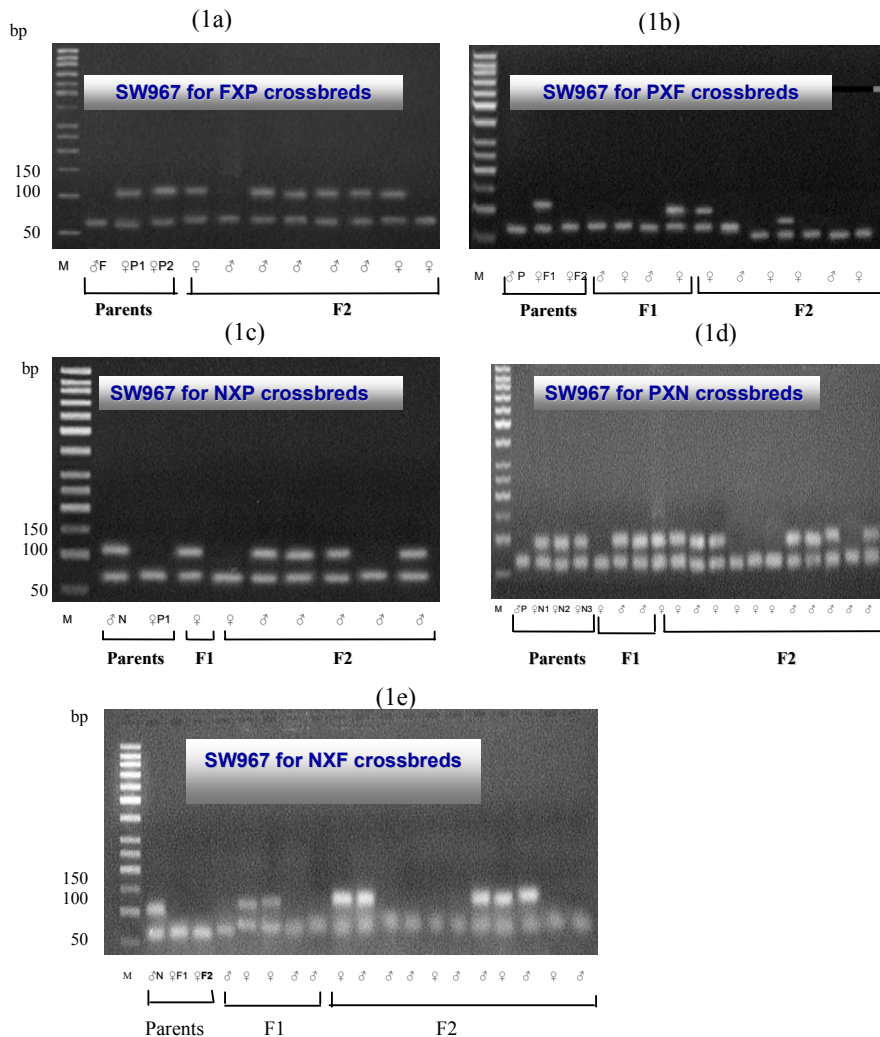 (1a)
bp
SW967 for FXP crossbreds
150
100
50
M ♂F ♀P1 ♀P2 ♀ ♂ ♂ ♂ ♂ ♂ ♀ ♀
Parents F2
(1b)
SW967 for PXF crossbreds
M ♂P ♀F1 ♀F2 ♂ ♀ ♂ ♀ ♀ ♂ ♀ ♀ ♂ ♀
Parents F1 F2
(1c)
bp
SW967 for NXP crossbreds
150
100
50
M ♂N ♀P1 ♀ ♀ ♂ ♂ ♂ ♂ ♂
Parents F1 F2
(1d)
SW967 for PXN crossbreds
M ♂P ♀N1 ♀N2 ♀N3 ♀ ♂ ♂ ♀ ♀ ♂ ♀ ♀ ♀ ♀ ♂ ♂ ♂ ♂ ♂
Parents F1 F2
(1e)
bp
SW967 for NXF crossbreds
150
100
50
M ♂N ♀F1 ♀F2 ♂ ♀ ♀ ♂ ♂ ♀ ♂ ♂ ♂ ♀ ♂ ♂ ♀ ♂ ♀ ♂
Parents F1 F2